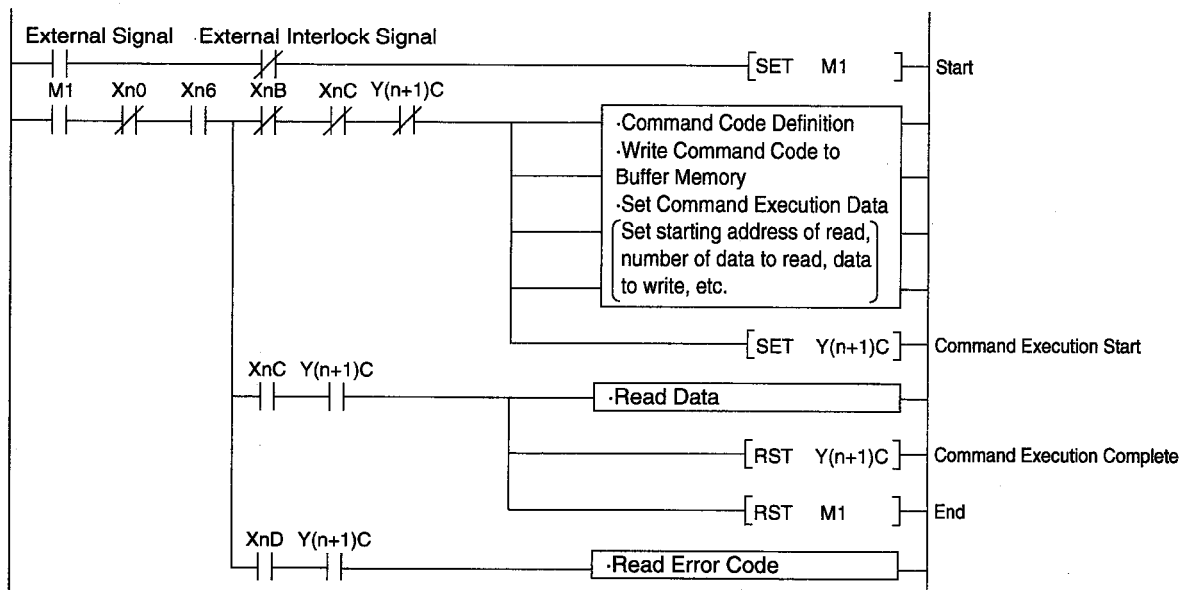 External Signal ·External Interlock Signal
[SET M1] Start
M1 Xn0 Xn6 XnB XnC Y(n+1)C
·Command Code Definition
·Write Command Code to
Buffer Memory
·Set Command Execution Data
(Set starting address of read,
number of data to read, data
to write, etc.)
[SET Y(n+1)C] Command Execution Start
XnC Y(n+1)C
·Read Data
[RST Y(n+1)C] Command Execution Complete
[RST M1] End
XnD Y(n+1)C
·Read Error Code